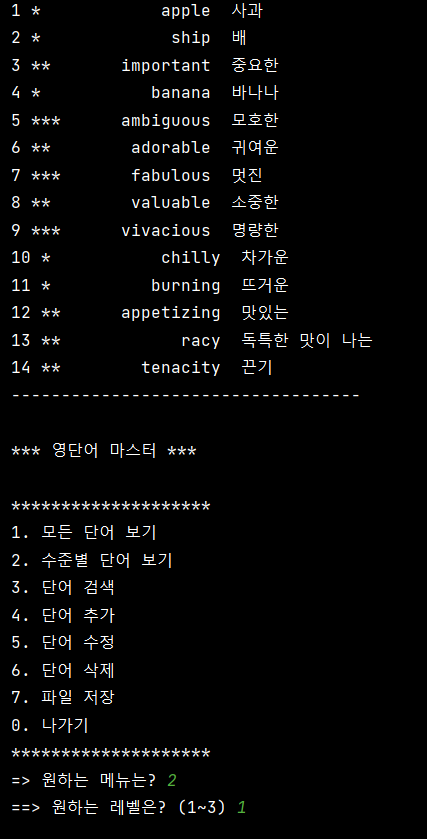 1 * apple 사과
2 * ship 배
3 ** important 중요한
4 * banana 바나나
5 *** ambiguous 모호한
6 ** adorable 귀여운
7 *** fabulous 멋진
8 ** valuable 소중한
9 *** vivacious 명량한
10 * chilly 차가운
11 * burning 뜨거운
12 ** appetizing 맛있는
13 ** racy 독특한 맛이 나는
14 ** tenacity 끈기
-----------------------------------
*** 영단어 마스터 ***
********************
1. 모든 단어 보기
2. 수준별 단어 보기
3. 단어 검색
4. 단어 추가
5. 단어 수정
6. 단어 삭제
7. 파일 저장
0. 나가기
********************
=> 원하는 메뉴는? 2
==> 원하는 레벨은? (1~3) 1